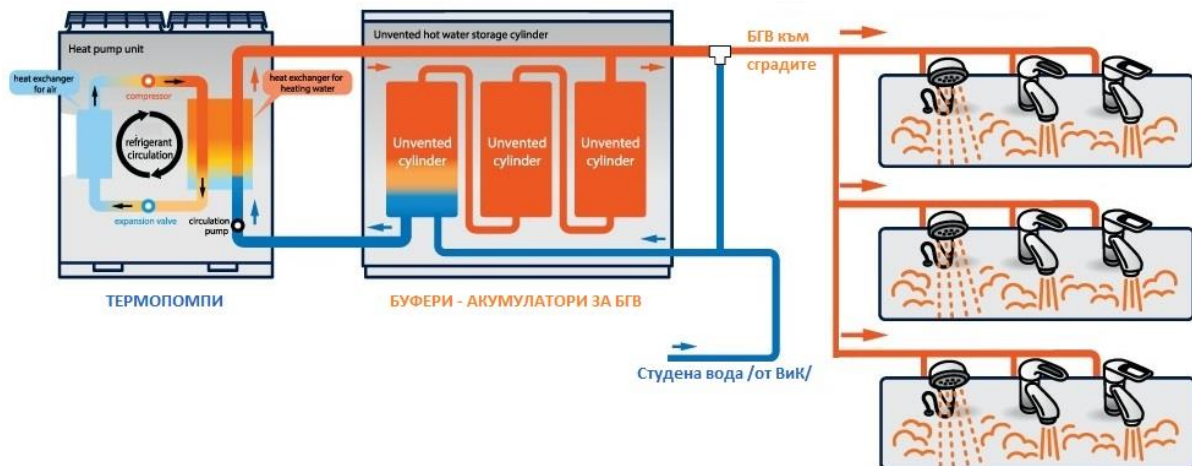 Heat pump unit
heat exchanger
for air
compressor
heat exchanger for
heating water
refrigerant
circulation
expansion valve
circulation
pump
ТЕРМОПОМПИ
Unvented hot water storage cylinder
Unvented
cylinder
Unvented
cylinder
Unvented
cylinder
БУФЕРИ - АКУМУЛАТОРИ ЗА БГВ
БГВ към
сградите
Студена вода /от ВиК/